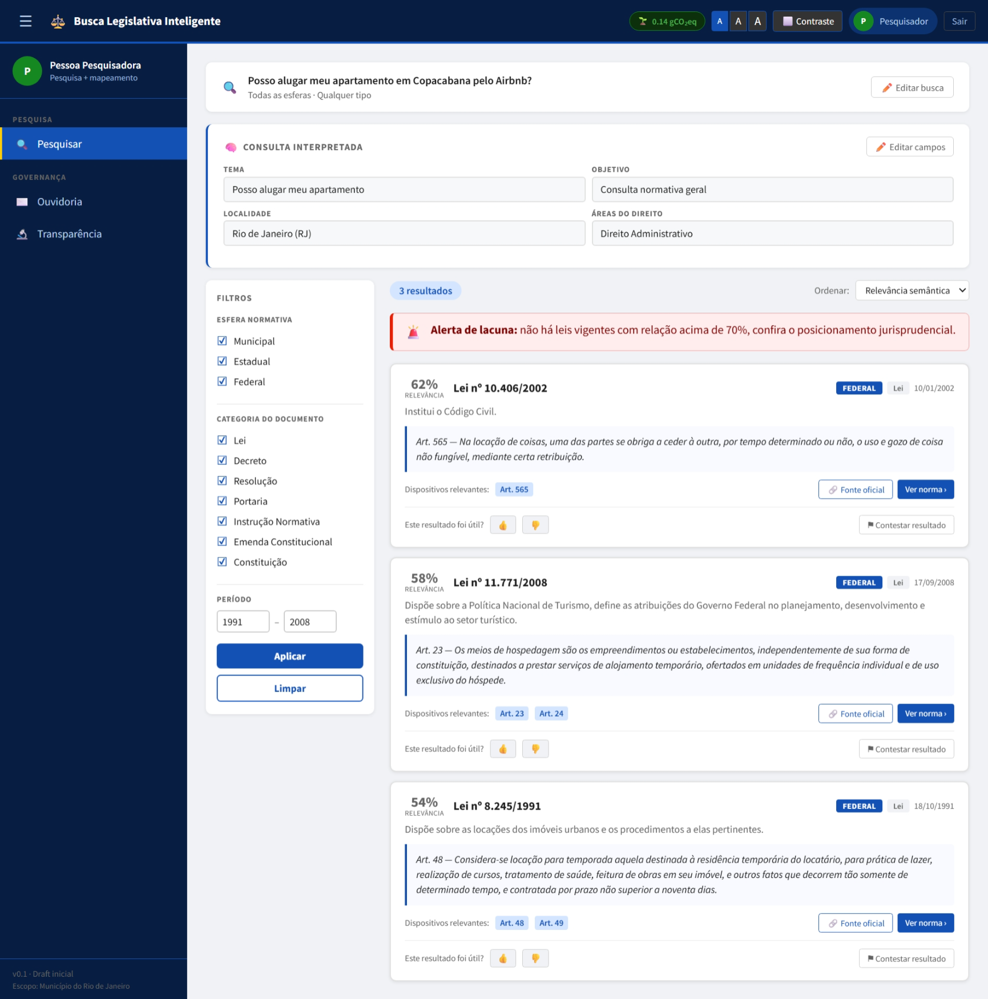 Busca Legislativa Inteligente
0.14 gCO₂eq
A
A
A
Contraste
P
Pesquisador
Sair
P
Pessoa Pesquisadora
Pesquisa + mapeamento
PESQUISA
Pesquisar
GOVERNANÇA
Ouvidoria
Transparência
v0.1 · Draft inicial
Escopo: Município do Rio de Janeiro
Posso alugar meu apartamento em Copacabana pelo Airbnb?
Todas as esferas · Qualquer tipo
Editar busca
CONSULTA INTERPRETADA
Editar campos
TEMA
Posso alugar meu apartamento
OBJETIVO
Consulta normativa geral
LOCALIDADE
Rio de Janeiro (RJ)
ÁREAS DO DIREITO
Direito Administrativo
FILTROS
ESFERA NORMATIVA
Municipal
Estadual
Federal
CATEGORIA DO DOCUMENTO
Lei
Decreto
Resolução
Portaria
Instrução Normativa
Emenda Constitucional
Constituição
PERÍODO
1991 – 2008
Aplicar
Limpar
3 resultados
Ordenar: Relevância semântica
Alerta de lacuna: não há leis vigentes com relação acima de 70%, confira o posicionamento jurisprudencial.
62%
RELEVÂNCIA
Lei nº 10.406/2002
FEDERAL
Lei
10/01/2002
Institui o Código Civil.
Art. 565 — Na locação de coisas, uma das partes se obriga a ceder à outra, por tempo determinado ou não, o uso e gozo de coisa
não fungível, mediante certa retribuição.
Dispositivos relevantes: Art. 565
Fonte oficial
Ver norma ›
Este resultado foi útil?
Contestar resultado
58%
RELEVÂNCIA
Lei nº 11.771/2008
FEDERAL
Lei
17/09/2008
Dispõe sobre a Política Nacional de Turismo, define as atribuições do Governo Federal no planejamento, desenvolvimento e
estímulo ao setor turístico.
Art. 23 — Os meios de hospedagem são os empreendimentos ou estabelecimentos, independentemente de sua forma de
constituição, destinados a prestar serviços de alojamento temporário, ofertados em unidades de frequência individual e de uso
exclusivo do hóspede.
Dispositivos relevantes: Art. 23 Art. 24
Fonte oficial
Ver norma ›
Este resultado foi útil?
Contestar resultado
54%
RELEVÂNCIA
Lei nº 8.245/1991
FEDERAL
Lei
18/10/1991
Dispõe sobre as locações dos imóveis urbanos e os procedimentos a elas pertinentes.
Art. 48 — Considera-se locação para temporada aquela destinada à residência temporária do locatário, para prática de lazer,
realização de cursos, tratamento de saúde, feitura de obras em seu imóvel, e outros fatos que decorrem tão somente de
determinado tempo, e contratada por prazo não superior a noventa dias.
Dispositivos relevantes: Art. 48 Art. 49
Fonte oficial
Ver norma ›
Este resultado foi útil?
Contestar resultado